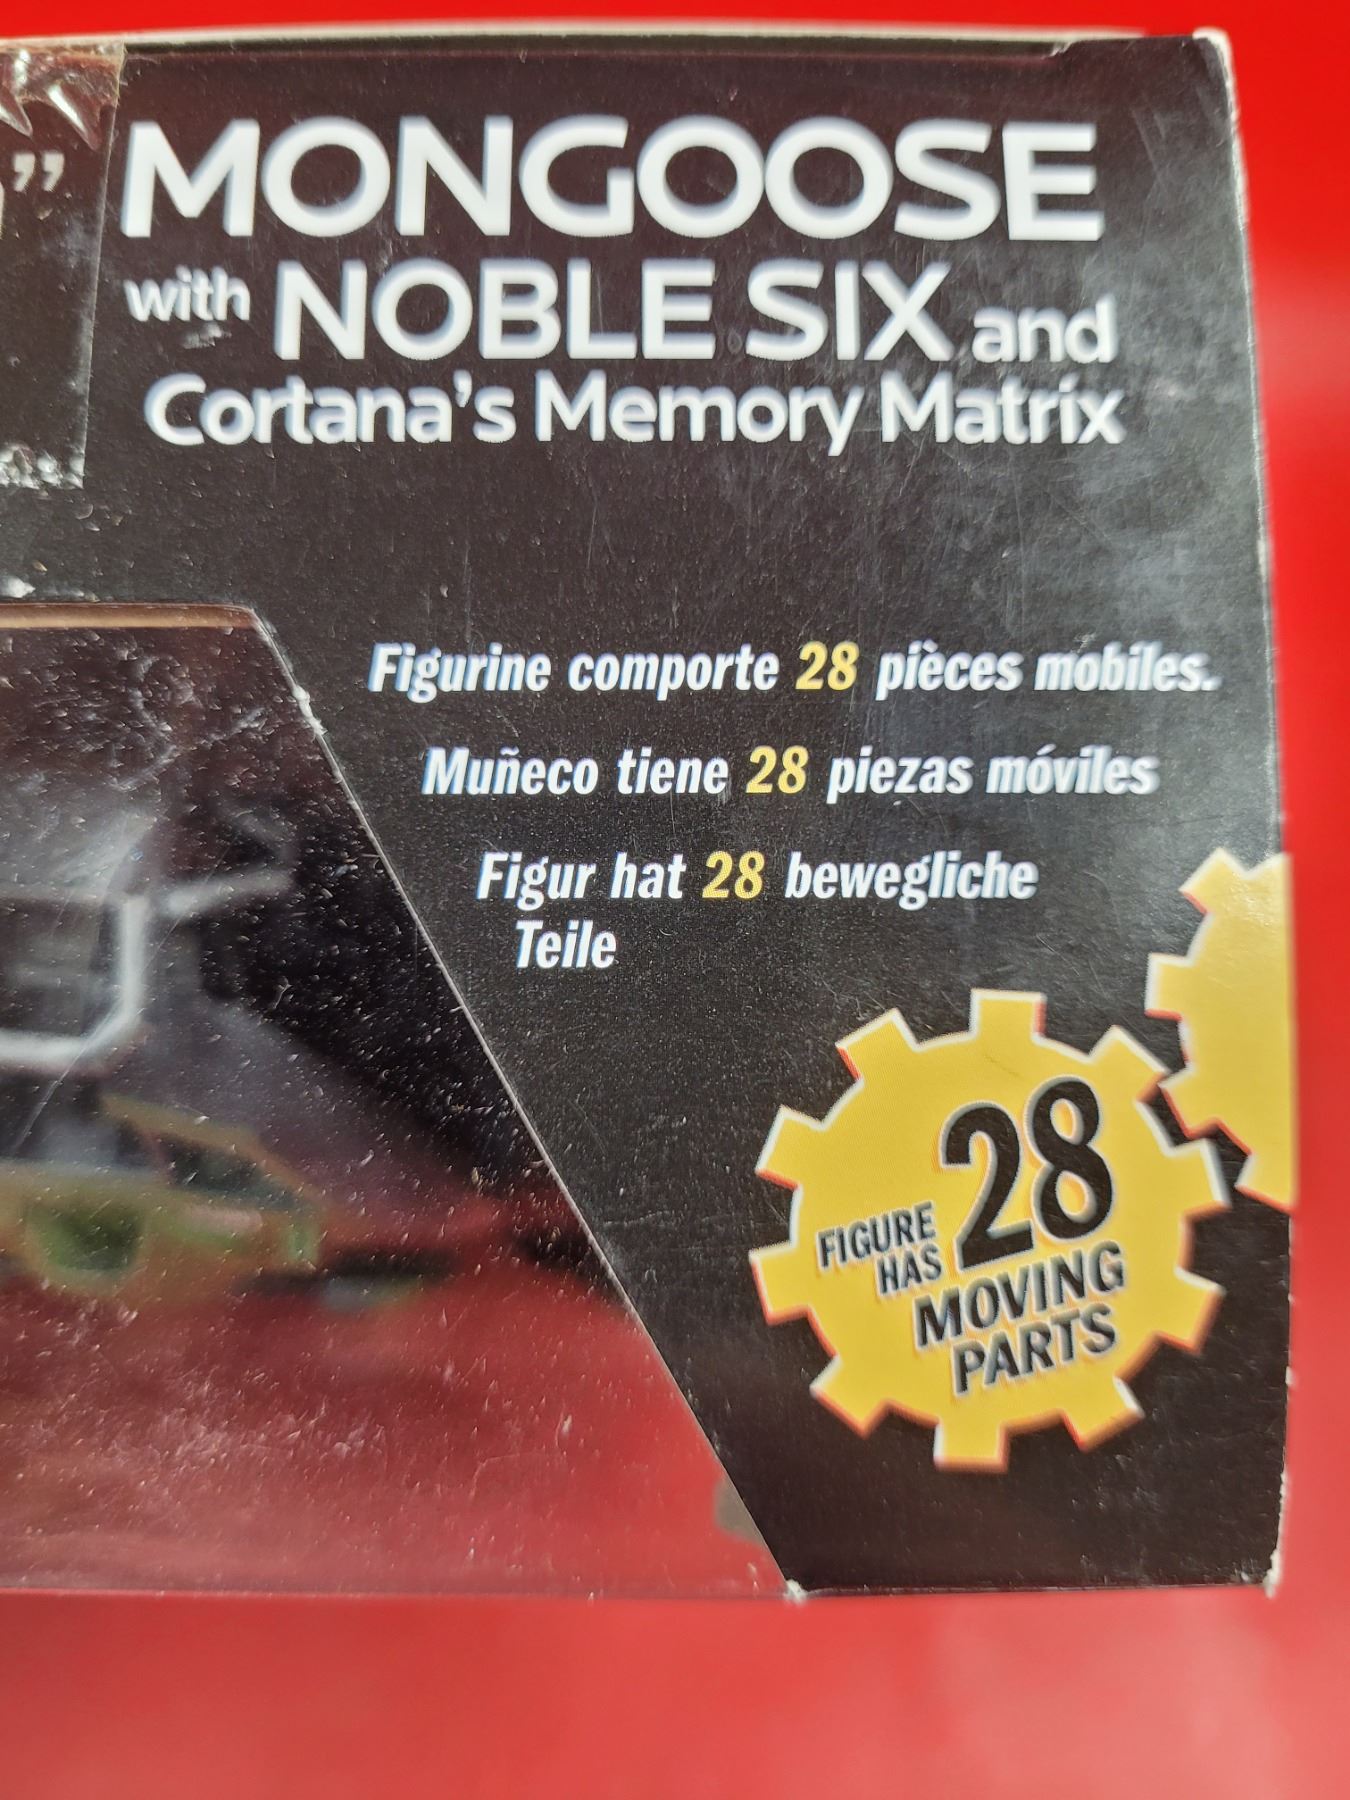 ”
MONGOOSE
with NOBLE SIX and
Cortana's Memory Matrix
Figurine comporte 28 pièces mobiles.
Muñeco tiene 28 piezas móviles
Figur hat 28 bewegliche
Teile
FIGURE
HAS 28
MOVING
PARTS